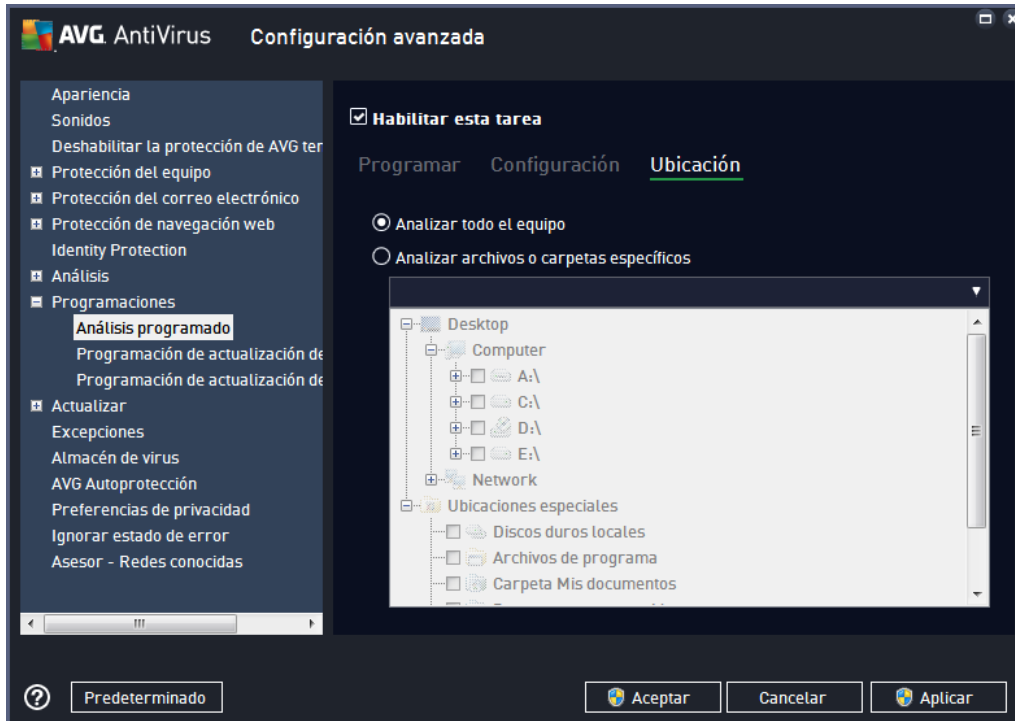 AVG AntiVirus Configuración avanzada
Apariencia
Sonidos
Deshabilitar la protección de AVG ter
Protección del equipo
Protección del correo electrónico
Protección de navegación web
Identity Protection
Análisis
Programaciones
Análisis programado
Programación de actualización de
Programación de actualización de
Actualizar
Excepciones
Almacén de virus
AVG Autoprotección
Preferencias de privacidad
Ignorar estado de error
Asesor - Redes conocidas
Habilitar esta tarea
Programar Configuración Ubicación
Analizar todo el equipo
Analizar archivos o carpetas específicos
Desktop
Computer
A:\
C:\
D:\
E:\
Network
Ubicaciones especiales
Discos duros locales
Archivos de programa
Carpeta Mis documentos
? Predeterminado Aceptar Cancelar Aplicar